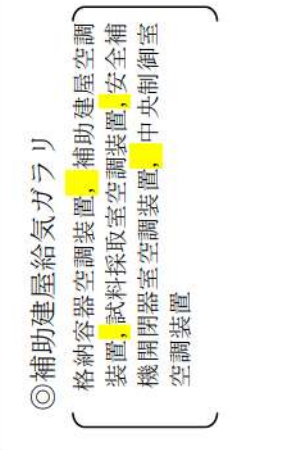 ◎補助建屋給気ガラリ
格納容器空調装置，補助建屋空調
装置，試料採取室空調装置，安全補
機開閉器室空調装置，中央制御室
空調装置